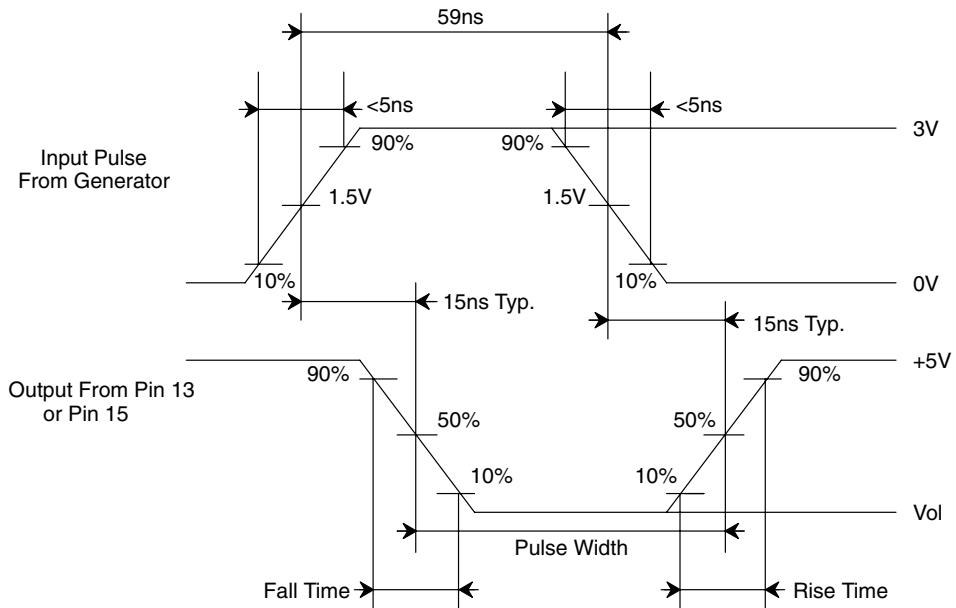 59ns
<5ns
<5ns
3V
90%
90%
Input Pulse
From Generator
1.5V
1.5V
10%
10%
0V
15ns Typ.
15ns Typ.
+5V
90%
90%
Output From Pin 13
or Pin 15
50%
50%
10%
10%
Vol
Pulse Width
Fall Time
Rise Time